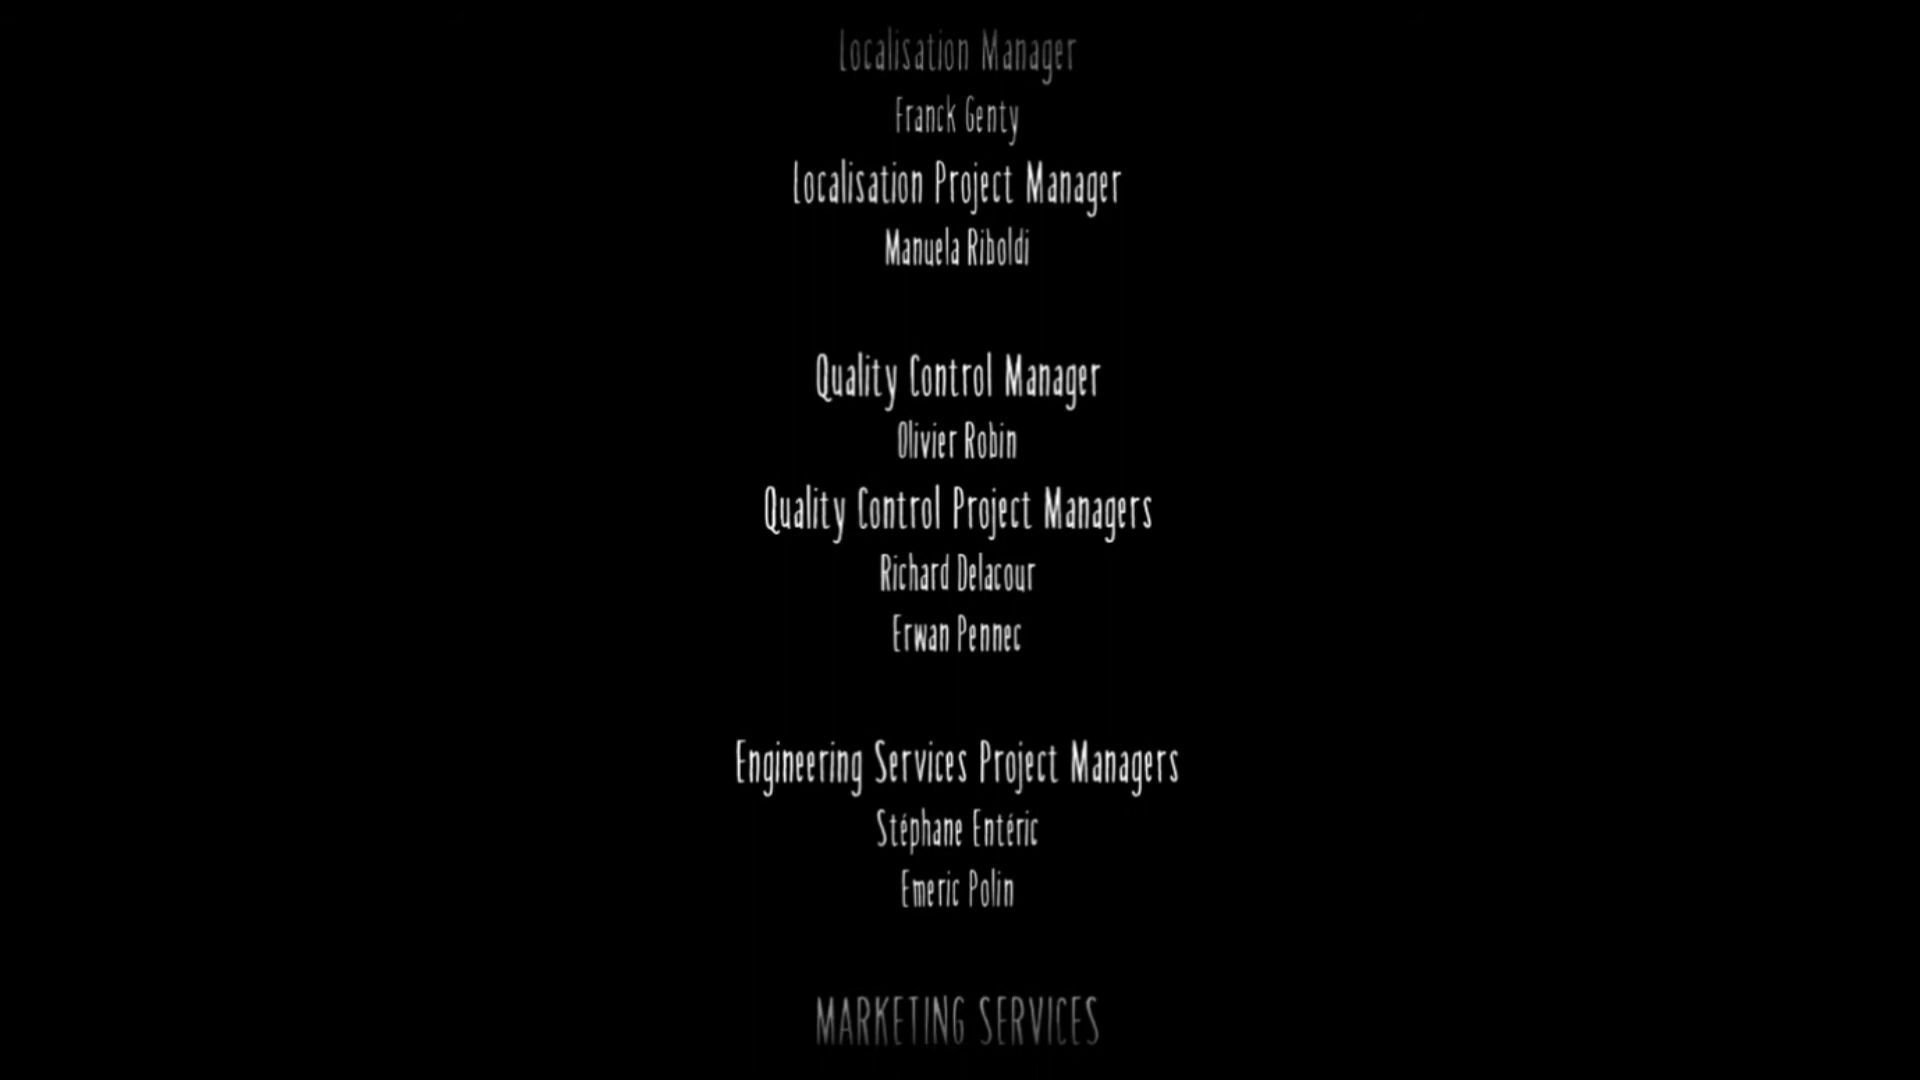 Localisation Manager
Franck Genty
Localisation Project Manager
Manuela Riboldi
Quality Control Manager
Olivier Robin
Quality Control Project Managers
Richard Delacour
Erwan Pennec
Engineering Services Project Managers
Stéphane Entéric
Emeric Polin
MARKETING SERVICES